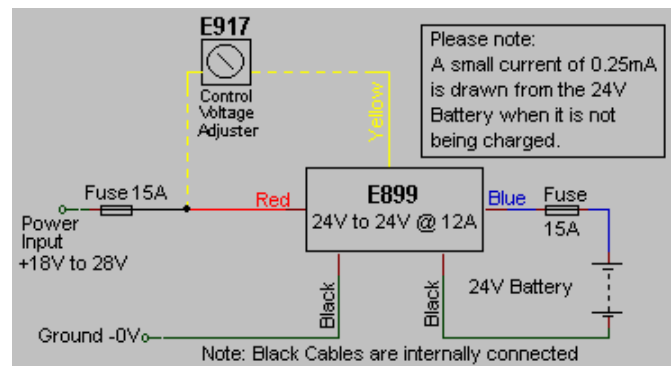 E917
Control
Voltage
Adjuster
Please note:
A small current of 0.25mA
is drawn from the 24V
Battery when it is not
being charged.
Yellow
Fuse 15A
Red
E899
24V to 24V @ 12A
Blue
Fuse
15A
Power
Input
+18V to 28V
Black
Black
24V Battery
Ground -0V
Note: Black Cables are internally connected